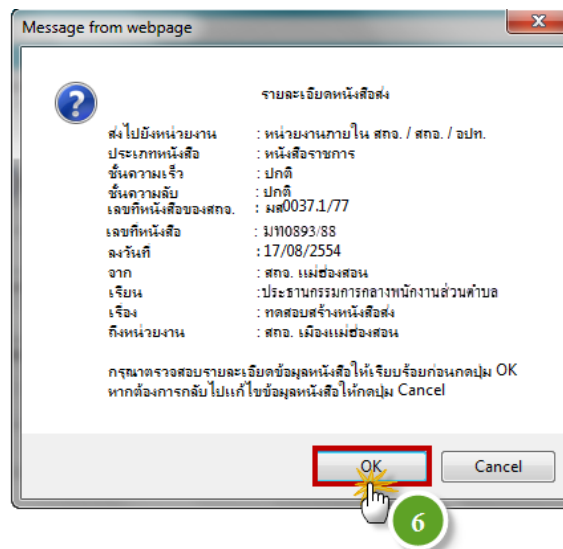 Message from webpage
รายละเอียดหนังสือส่ง
ส่งไปยังหน่วยงาน : หน่วยงานภายใน สถจ. / สถอ. / อปท.
ประเภทหนังสือ : หนังสือราชการ
ชั้นความเร็ว : ปกติ
ชั้นความลับ : ปกติ
เลขที่หนังสือของสถจ. : มส0037.1/77
เลขที่หนังสือ : มท0893/88
ลงวันที่ : 17/08/2554
จาก : สถจ. แม่ฮ่องสอน
เรียน :ประธานกรรมการกลางพนักงานส่วนตำบล
เรื่อง : ทดสอบสร้างหนังสือส่ง
ถึงหน่วยงาน : สถอ. เมืองแม่ฮ่องสอน
กรุณาตรวจสอบรายละเอียดข้อมูลหนังสือให้เรียบร้อยก่อนกดปุ่ม OK
หากต้องการกลับไปแก้ไขข้อมูลหนังสือให้กดปุ่ม Cancel
OK Cancel
6